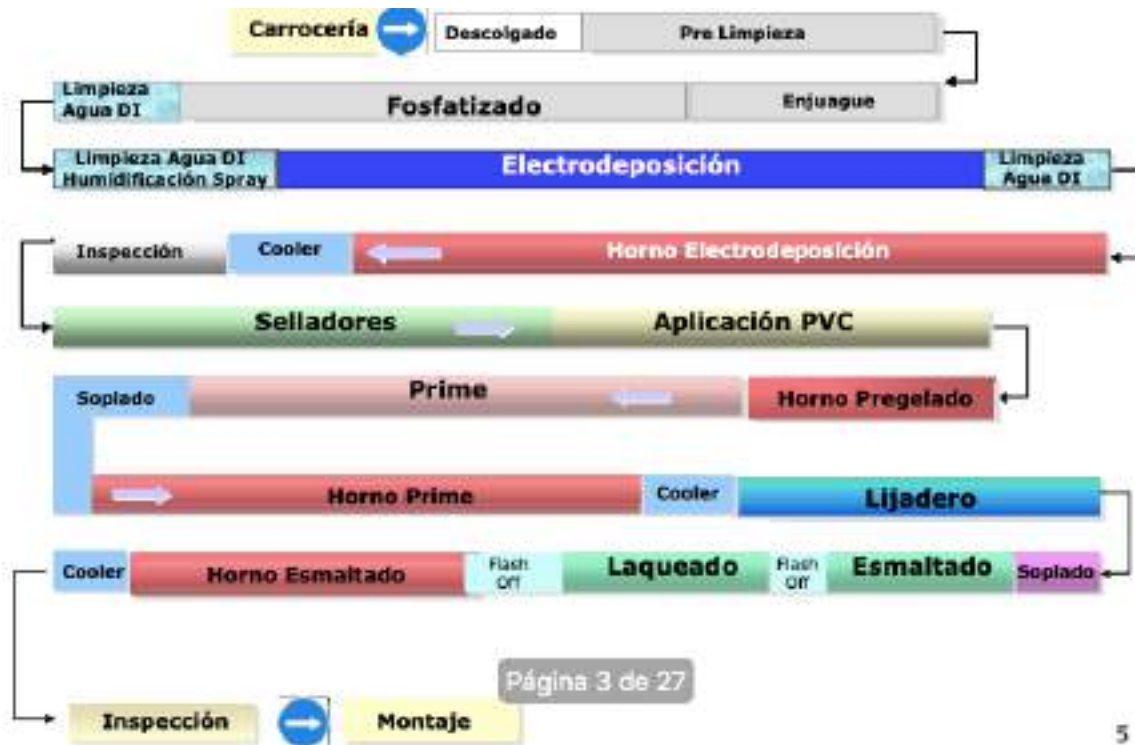 Carrocería
Descolgado
Pre Limpieza
Limpieza
Agua DI
Fosfatizado
Enjuague
Limpieza Agua DI
Humidificación Spray
Electrodeposición
Limpieza
Agua DI
Inspección
Cooler
Horno Electrodeposición
Selladores
Aplicación PVC
Soplado
Prime
Horno Pregelado
Horno Prime
Cooler
Lijadero
Cooler
Horno Esmaltado
Flash
Off
Laqueado
Flash
Off
Esmaltado
Soplado
Página 3 de 27
Inspección
Montaje
5